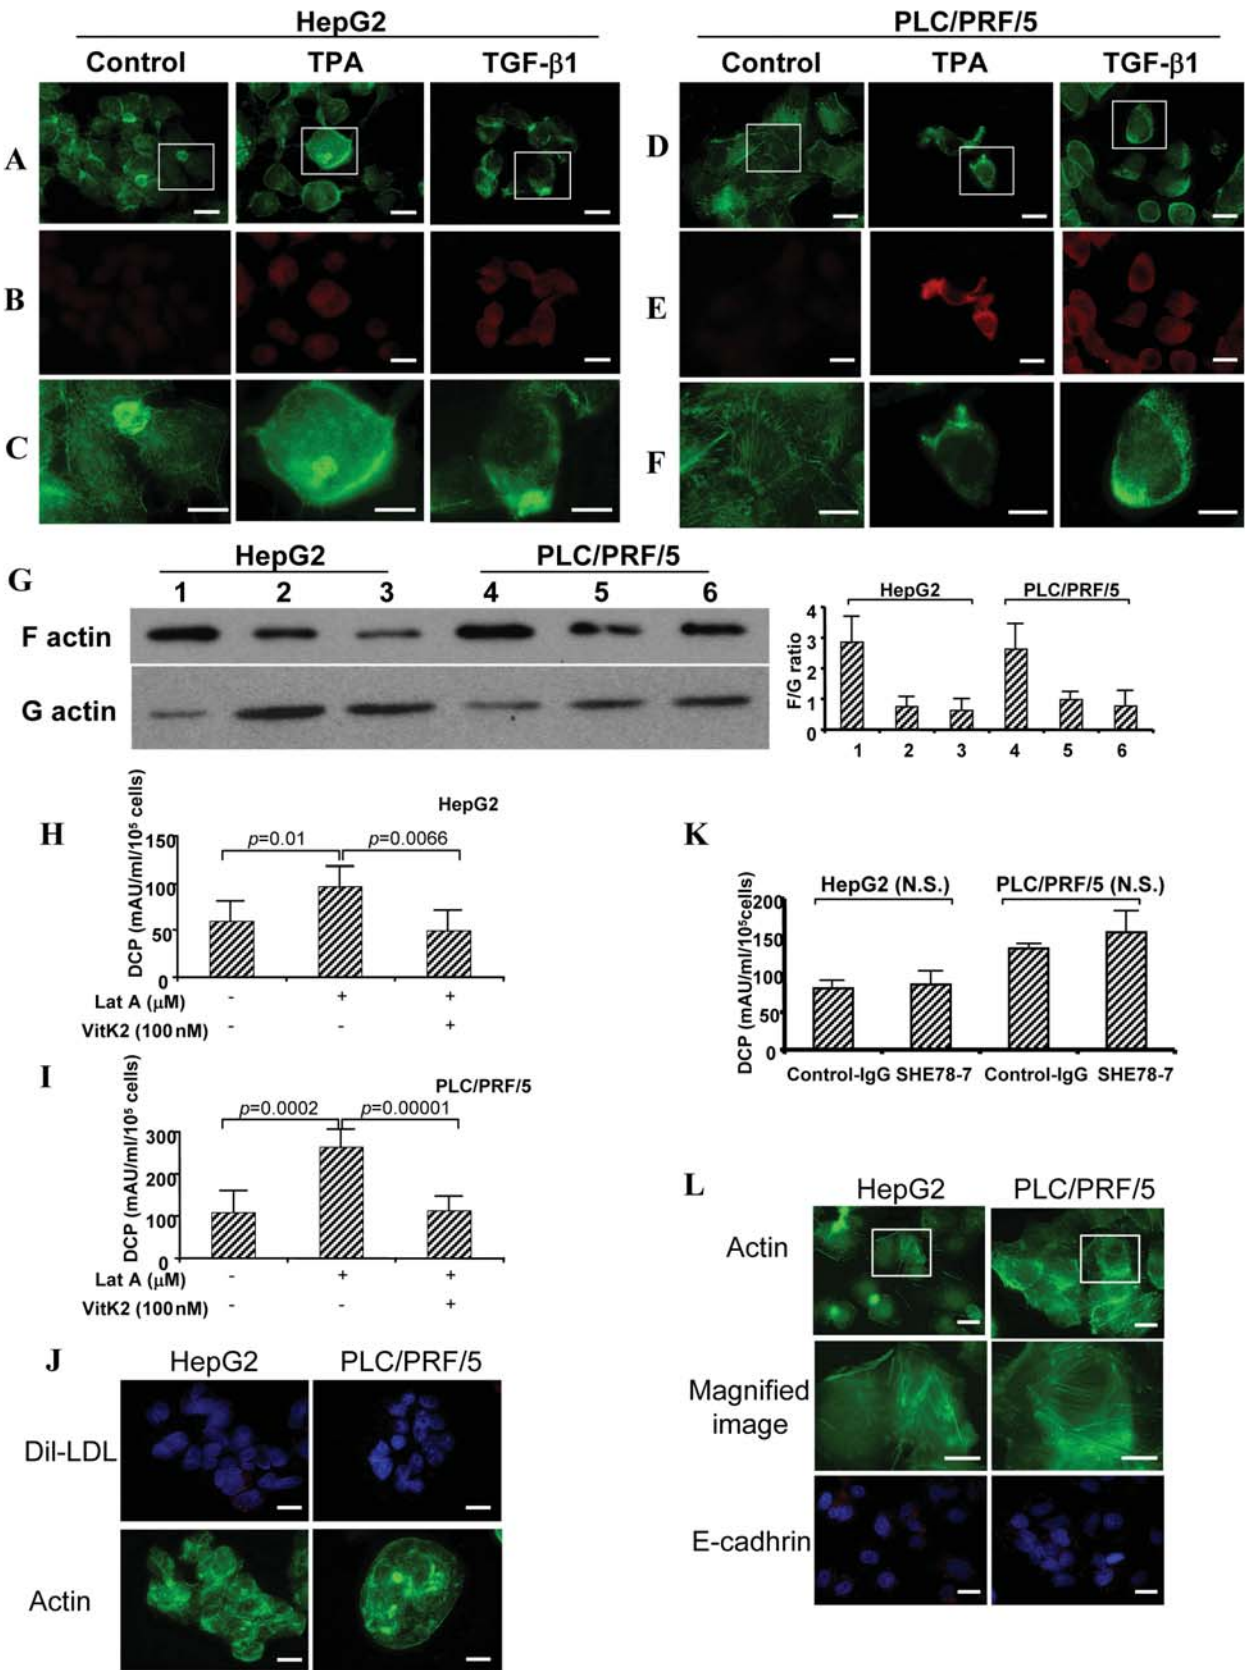 HepG2
PLC/PRF/5
Control TPA TGF-β1
Control TPA TGF-β1
A
D
B
E
C
F
G
HepG2 PLC/PRF/5
1 2 3 4 5 6
F actin
G actin
HepG2 PLC/PRF/5
F/G ratio
4
3
2
1
0
1 2 3 4 5 6
H
HepG2
DCP (mAU/ml/10⁵ cells)
p=0.01 p=0.0066
150
100
50
0
Lat A (μM) - + +
VitK2 (100 nM) - - +
I
PLC/PRF/5
DCP (mAU/ml/10⁵ cells)
p=0.0002 p=0.00001
300
200
100
0
Lat A (μM) - + +
VitK2 (100 nM) - - +
J
HepG2 PLC/PRF/5
Dil-LDL
Actin
K
HepG2 (N.S.) PLC/PRF/5 (N.S.)
DCP (mAU/ml/10⁵cells)
200
150
100
50
0
Control-IgG SHE78-7 Control-IgG SHE78-7
L
HepG2 PLC/PRF/5
Actin
Magnified
image
E-cadhrin